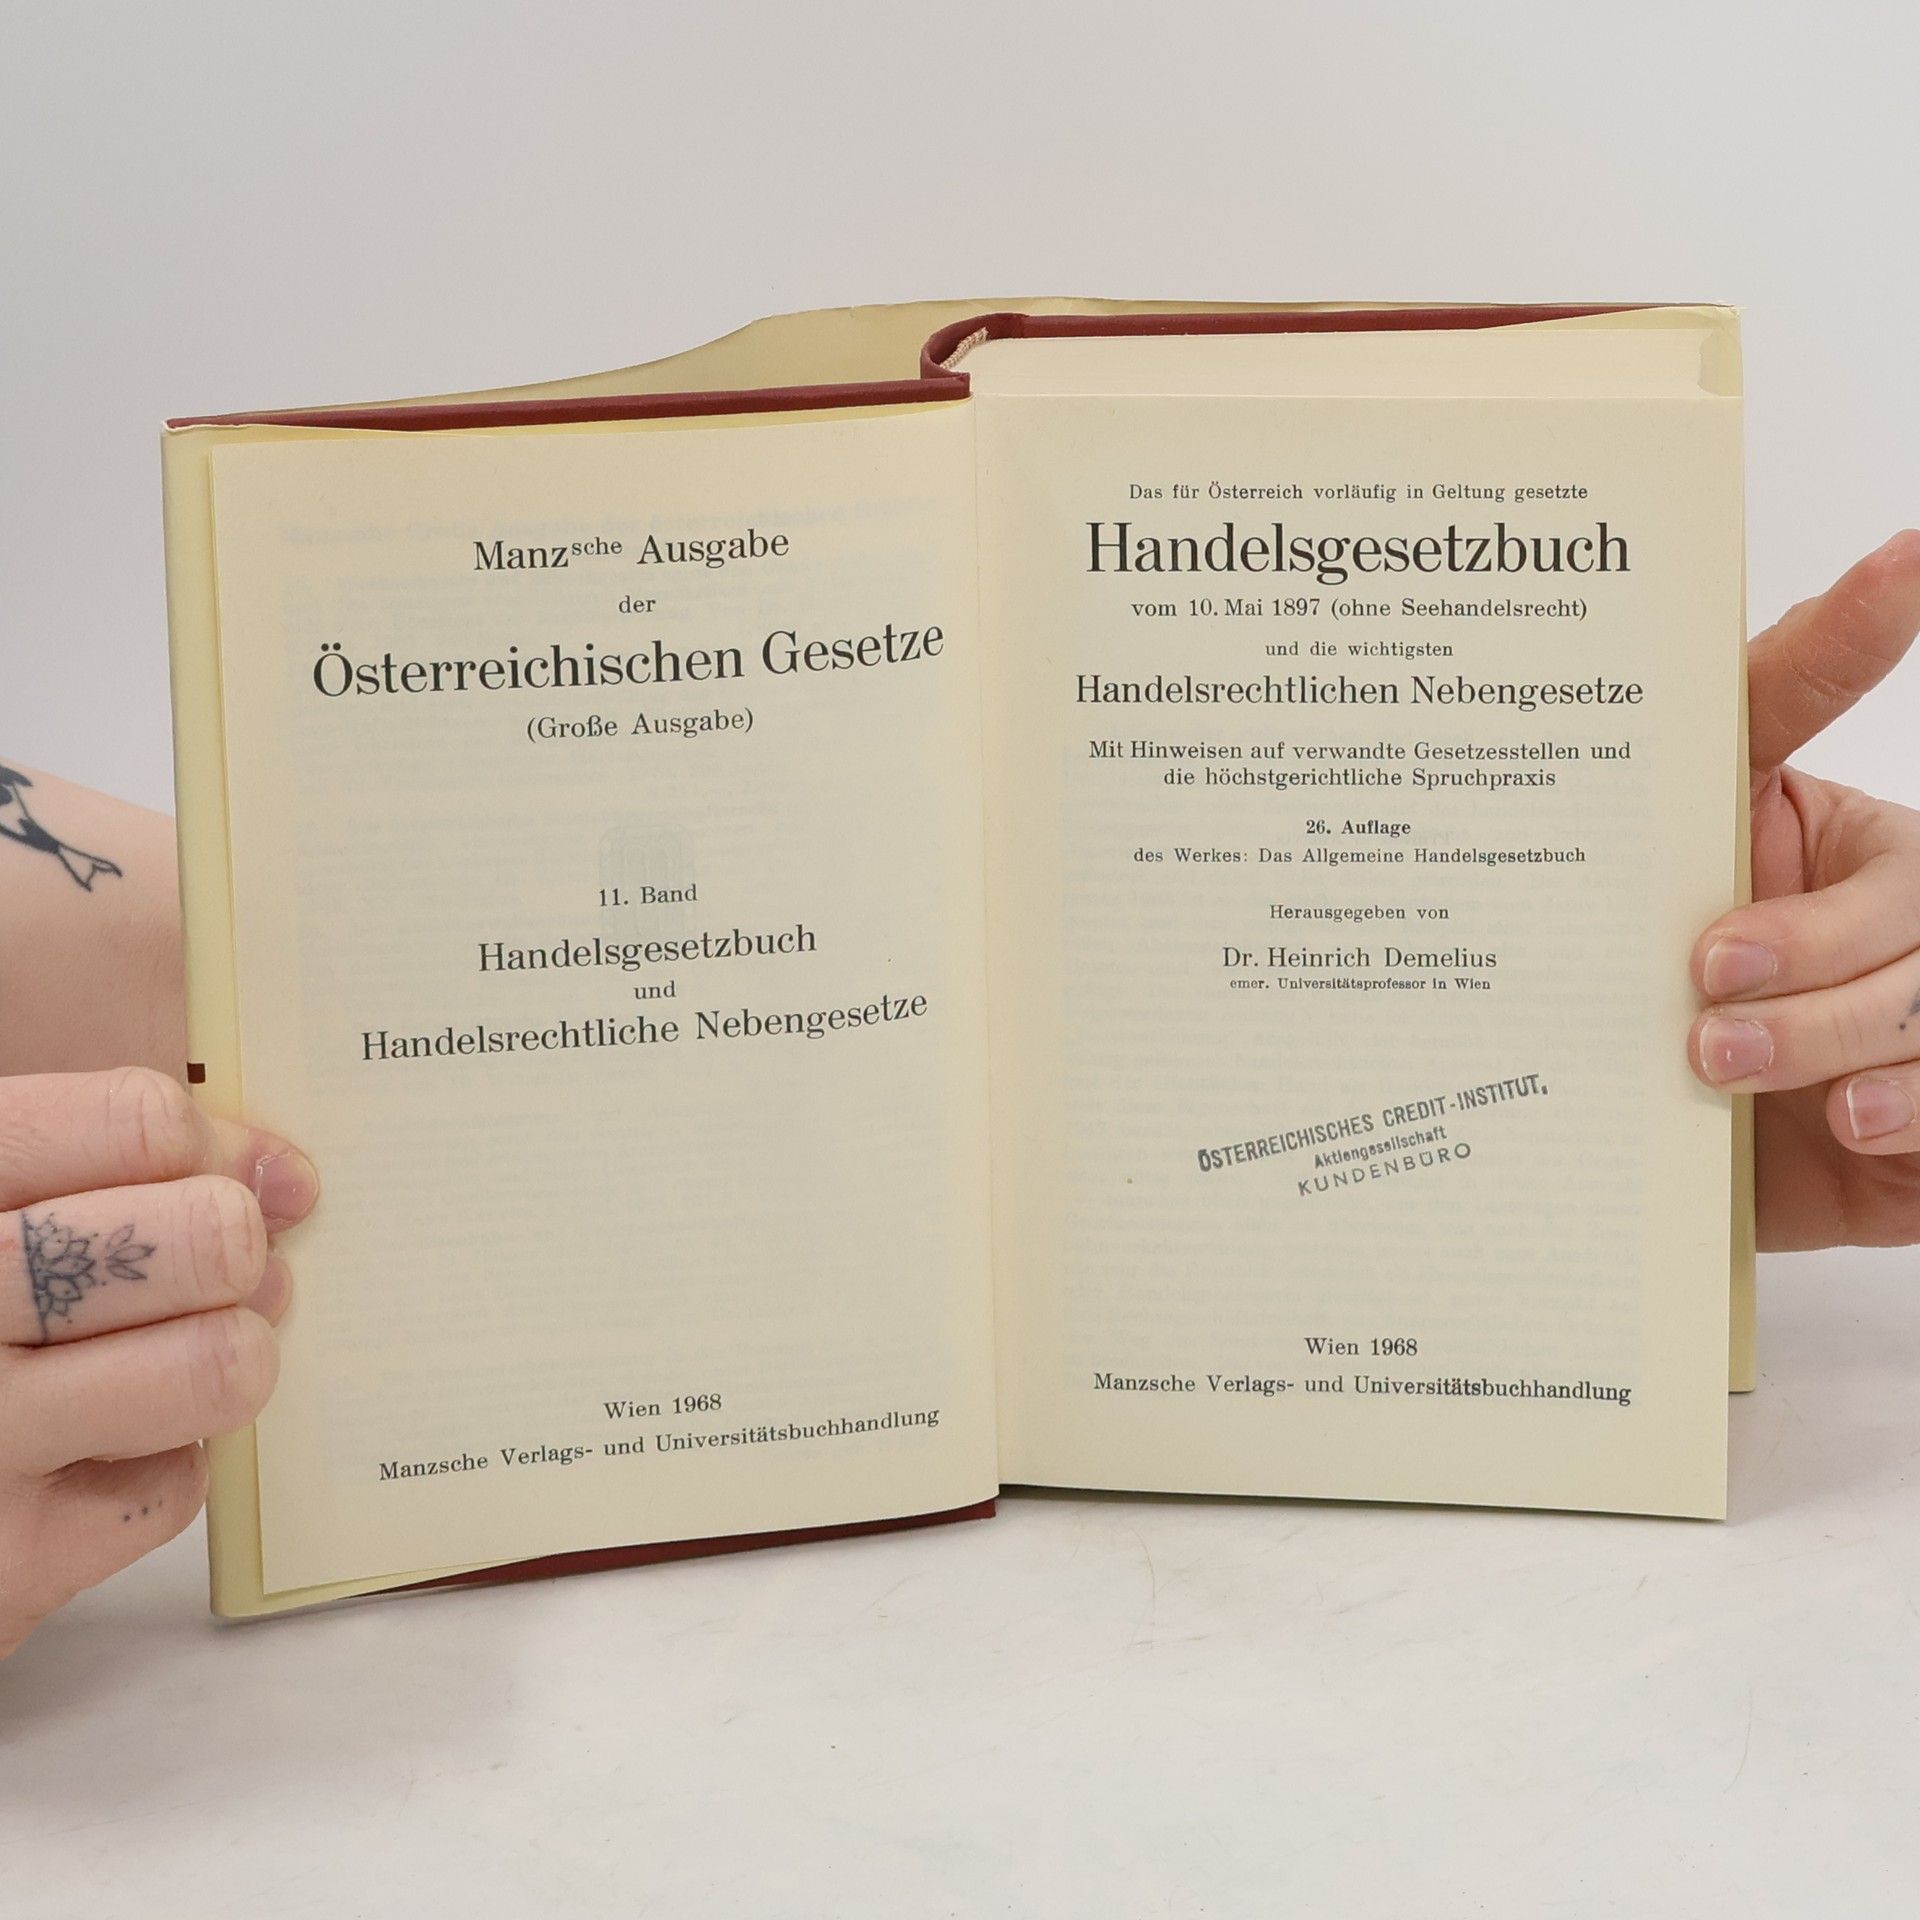 Manzsche Ausgabe
der
Österreichischen Gesetze
(Große Ausgabe)
11. Band
Handelsgesetzbuch
und
Handelsrechtliche Nebengesetze
Wien 1968
Manzsche Verlags- und Universitätsbuchhandlung
Das für Österreich vorläufig in Geltung gesetzte
Handelsgesetzbuch
vom 10. Mai 1897 (ohne Seehandelsrecht)
und die wichtigsten
Handelsrechtlichen Nebengesetze
Mit Hinweisen auf verwandte Gesetzesstellen und
die höchstgerichtliche Spruchpraxis
26. Auflage
des Werkes: Das Allgemeine Handelsgesetzbuch
Herausgegeben von
Dr. Heinrich Demelius
emer. Universitätsprofessor in Wien
ÖSTERREICHISCHES CREDIT-INSTITUT,
Aktiengesellschaft
KUNDENBÜRO
Wien 1968
Manzsche Verlags- und Universitätsbuchhandlung